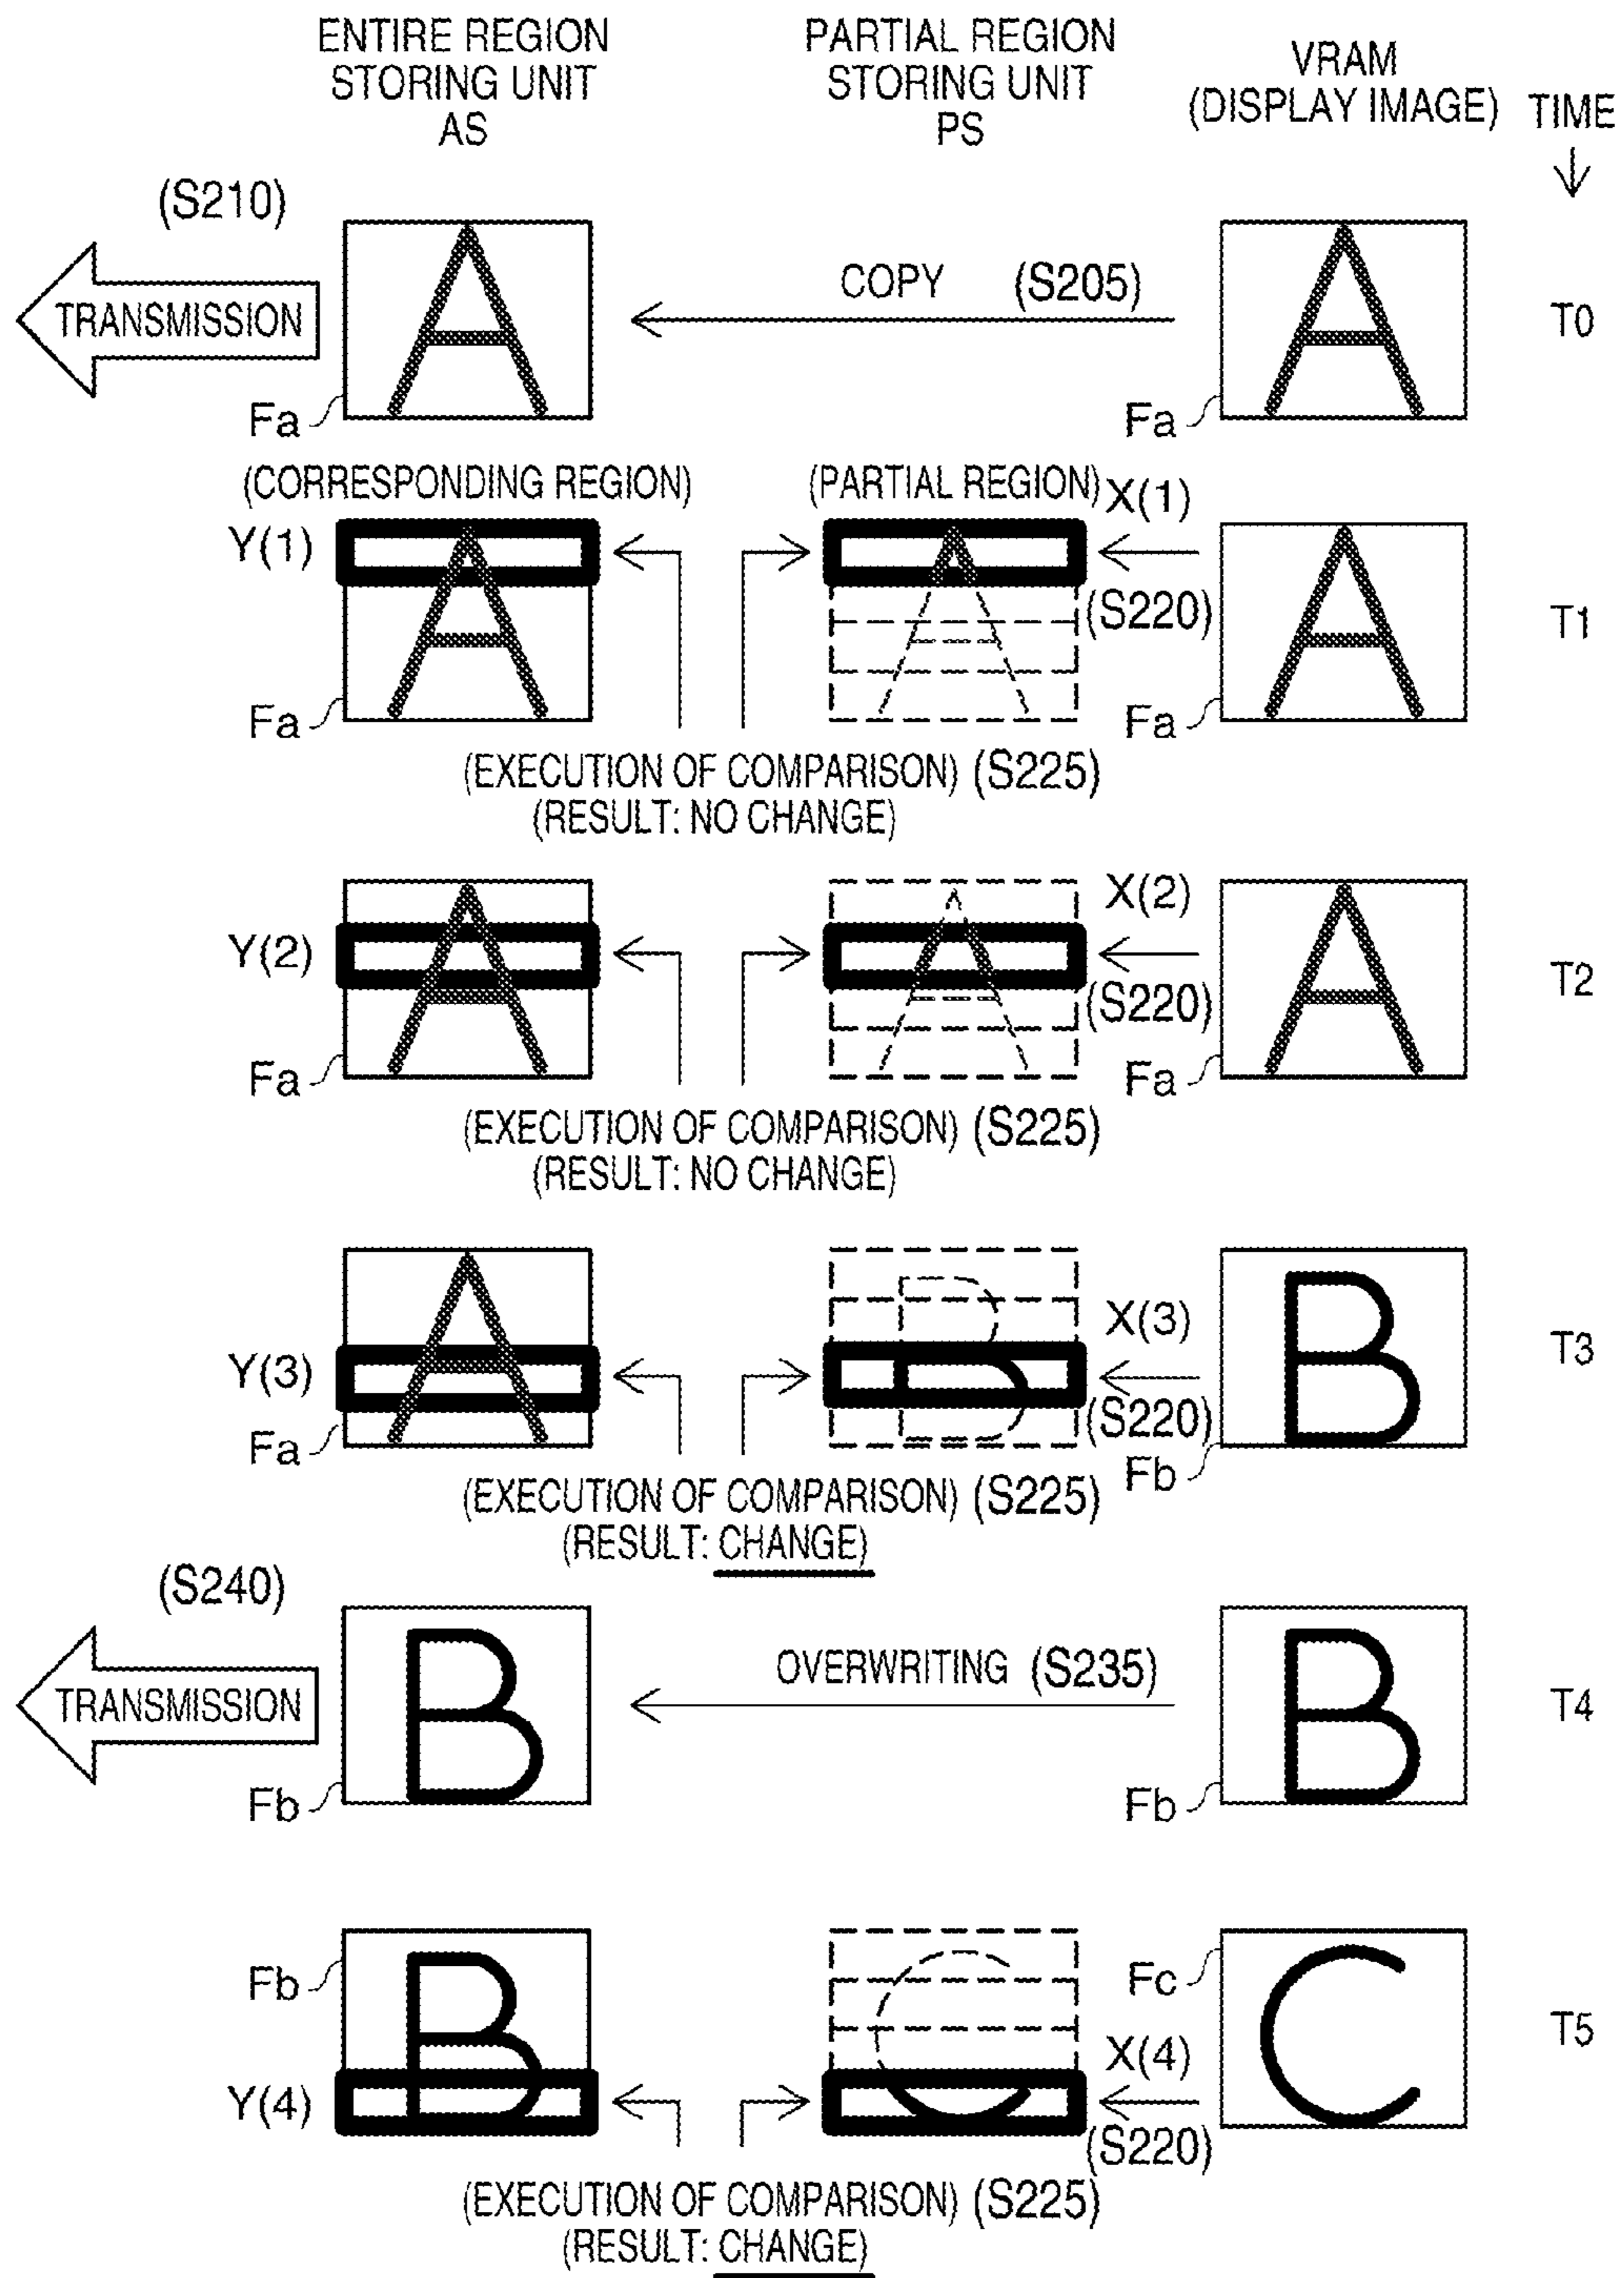 ENTIRE REGION
STORING UNIT
AS
PARTIAL REGION
STORING UNIT
PS
VRAM
(DISPLAY IMAGE)
TIME
(S210)
TRANSMISSION
A
COPY (S205)
A
T0
Fa
Fa
(CORRESPONDING REGION)
(PARTIAL REGION)
X(1)
Y(1)
A
A
(S220)
A
T1
Fa
Fa
(EXECUTION OF COMPARISON) (S225)
(RESULT: NO CHANGE)
X(2)
Y(2)
A
A
(S220)
A
T2
Fa
Fa
(EXECUTION OF COMPARISON) (S225)
(RESULT: NO CHANGE)
X(3)
Y(3)
A
B
(S220)
B
T3
Fa
Fb
(EXECUTION OF COMPARISON) (S225)
(RESULT: CHANGE)
(S240)
TRANSMISSION
B
OVERWRITING (S235)
B
T4
Fb
Fb
Fb
B
C
Fc
C
T5
X(4)
Y(4)
(S220)
(EXECUTION OF COMPARISON) (S225)
(RESULT: CHANGE)